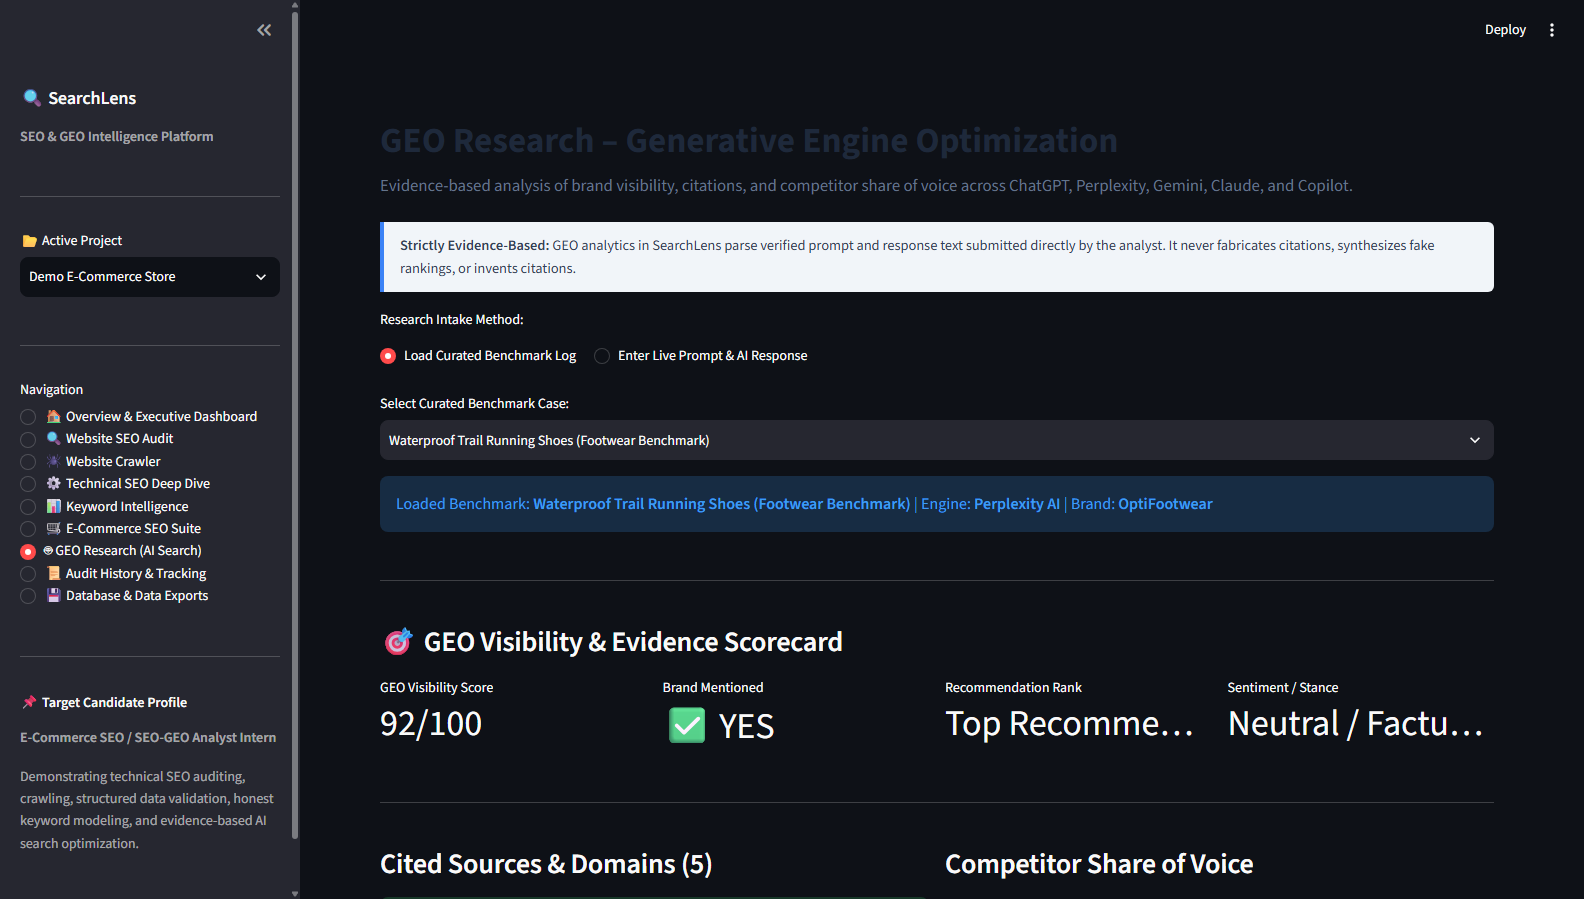 SearchLens
SEO & GEO Intelligence Platform
Active Project
Demo E-Commerce Store
Navigation
Overview & Executive Dashboard
Website SEO Audit
Website Crawler
Technical SEO Deep Dive
Keyword Intelligence
E-Commerce SEO Suite
GEO Research (AI Search)
Audit History & Tracking
Database & Data Exports
Target Candidate Profile
E-Commerce SEO / SEO-GEO Analyst Intern
Demonstrating technical SEO auditing,
crawling, structured data validation, honest
keyword modeling, and evidence-based AI
search optimization.
Deploy
GEO Research – Generative Engine Optimization
Evidence-based analysis of brand visibility, citations, and competitor share of voice across ChatGPT, Perplexity, Gemini, Claude, and Copilot.
Strictly Evidence-Based: GEO analytics in SearchLens parse verified prompt and response text submitted directly by the analyst. It never fabricates citations, synthesizes fake
rankings, or invents citations.
Research Intake Method:
Load Curated Benchmark Log Enter Live Prompt & AI Response
Select Curated Benchmark Case:
Waterproof Trail Running Shoes (Footwear Benchmark)
Loaded Benchmark: Waterproof Trail Running Shoes (Footwear Benchmark) | Engine: Perplexity AI | Brand: OptiFootwear
GEO Visibility & Evidence Scorecard
GEO Visibility Score Brand Mentioned Recommendation Rank Sentiment / Stance
92/100 YES Top Recomme... Neutral / Factu...
Cited Sources & Domains (5) Competitor Share of Voice